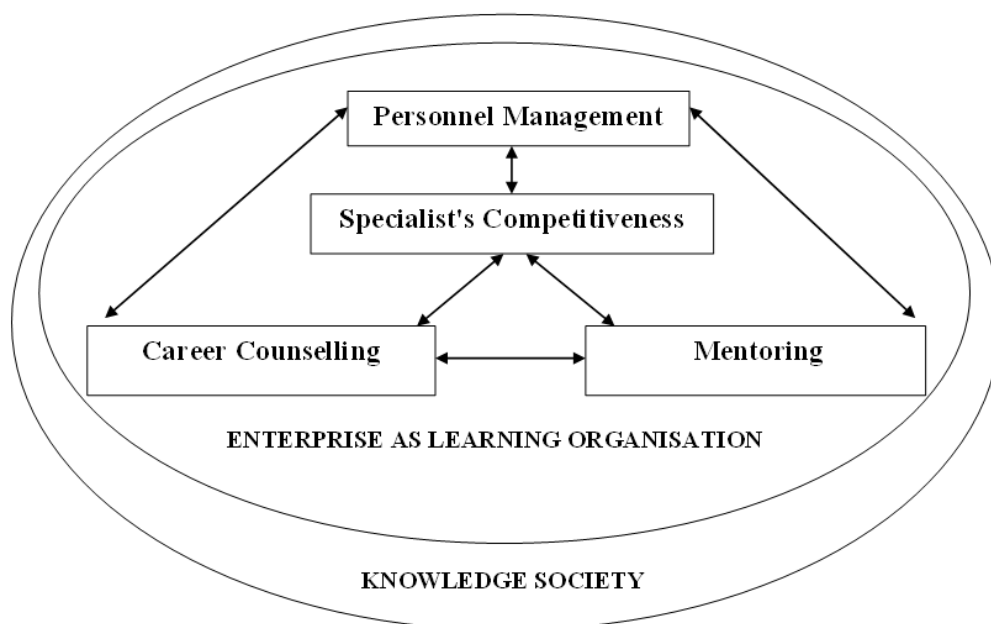 Personnel Management
Specialist's Competitiveness
Career Counselling
Mentoring
ENTERPRISE AS LEARNING ORGANISATION
KNOWLEDGE SOCIETY